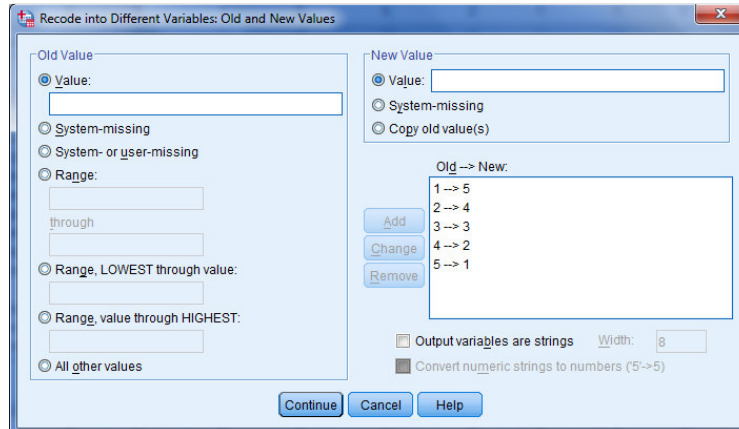 Recode into Different Variables: Old and New Values
Old Value
Value:
System-missing
System- or user-missing
Range:
through
Range, LOWEST through value:
Range, value through HIGHEST:
All other values
New Value
Value:
System-missing
Copy old value(s)
Old --> New:
1 --> 5
2 --> 4
3 --> 3
4 --> 2
5 --> 1
Add
Change
Remove
Output variables are strings Width: 8
Convert numeric strings to numbers ('5'->5)
Continue Cancel Help